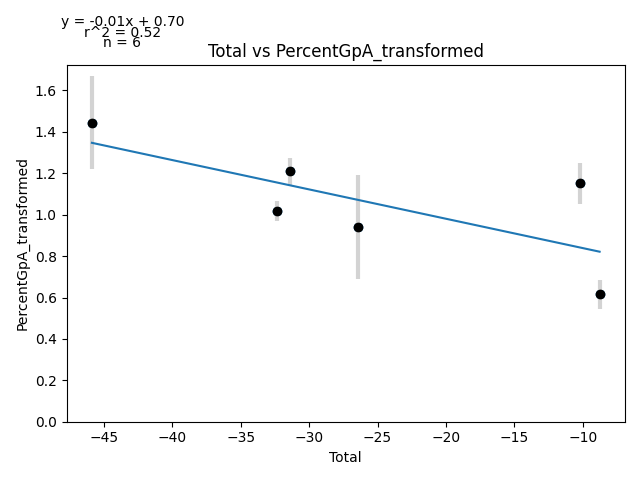 y = -0.01x + 0.70
r^2 = 0.52
n = 6
Total vs PercentGpA_transformed
PercentGpA_transformed
1.6
1.4
1.2
1.0
0.8
0.6
0.4
0.2
0.0
−45
−40
−35
−30
−25
−20
−15
−10
Total